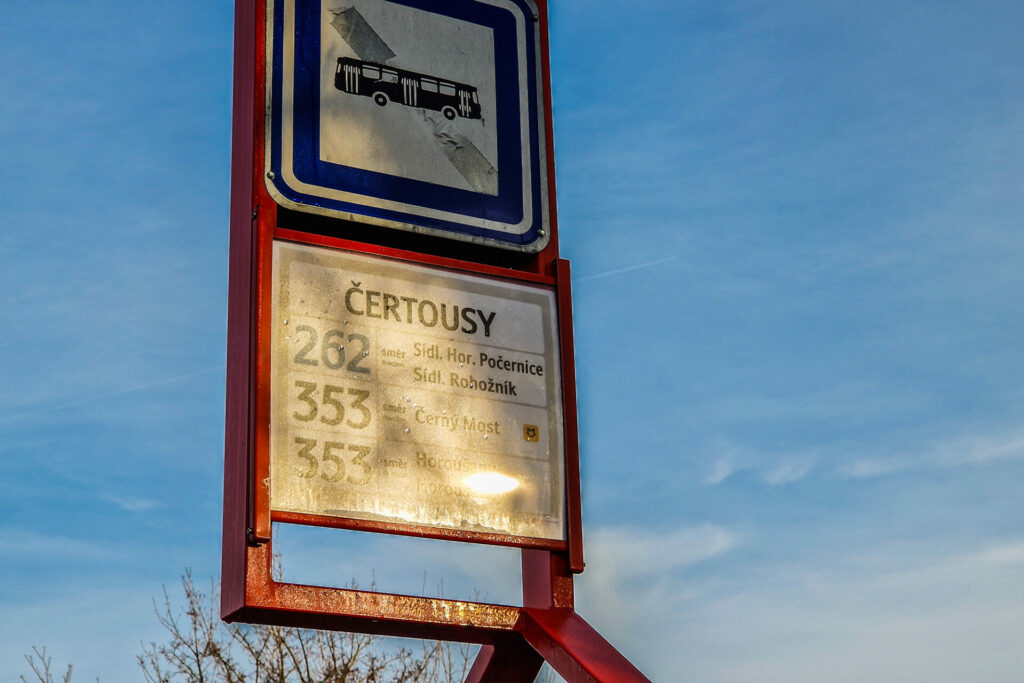 ČERTOUSY
262 směr Sídl. Hor. Počernice
Sídl. Rohožník
353 směr Černý Most
353 směr